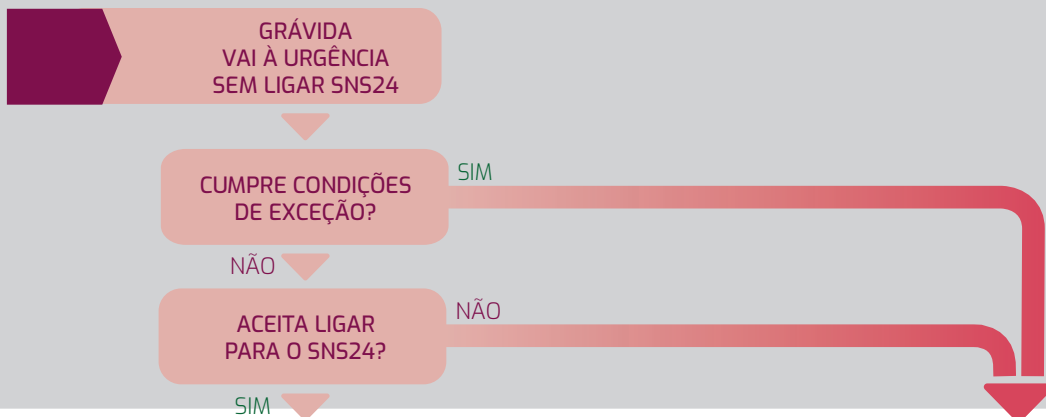 GRÁVIDA
VAI À URGÊNCIA
SEM LIGAR SNS24
CUMPRE CONDIÇÕES
DE EXCEÇÃO?
SIM
NÃO
ACEITA LIGAR
PARA O SNS24?
NÃO
SIM